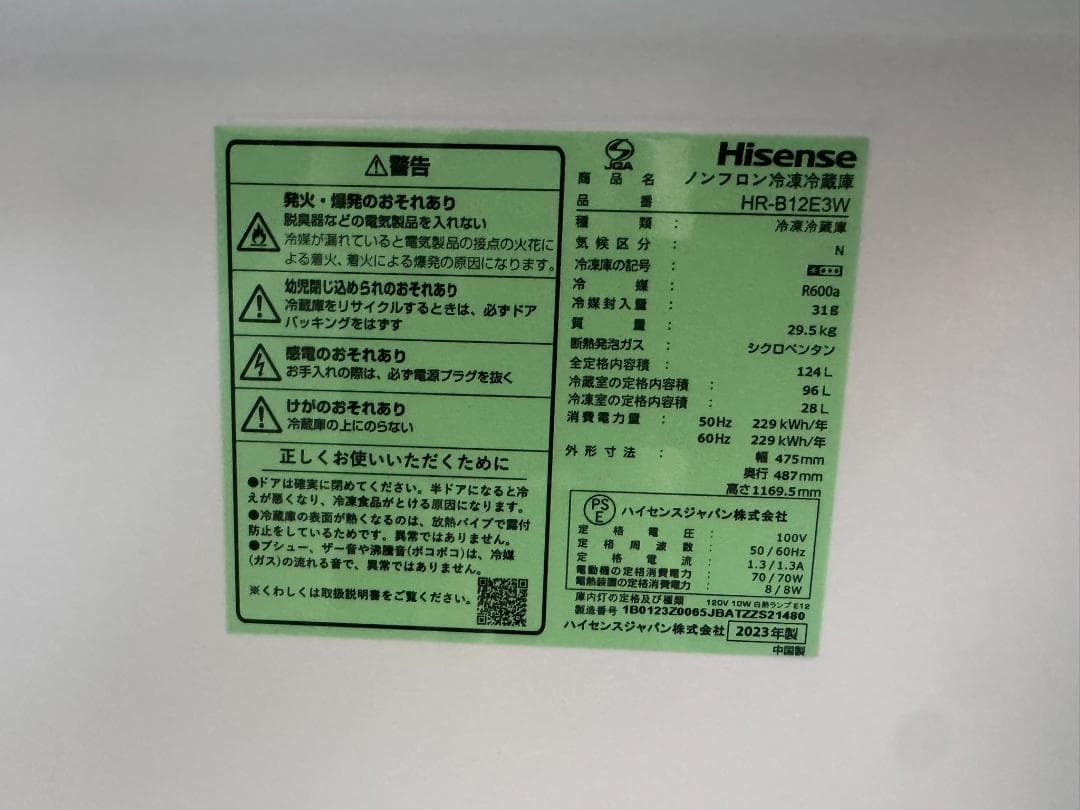 ⚠警告
発火・爆発のおそれあり
脱臭器などの電気製品を入れない
冷媒が漏れていると電気製品の接点の火花に
よる着火、着火による爆発の原因になります。
幼児閉じ込められのおそれあり
冷蔵庫をリサイクルするときは、必ずドア
パッキングをはずす
感電のおそれあり
お手入れの際は、必ず電源プラグを抜く
けがのおそれあり
冷蔵庫の上にのらない
正しくお使いいただくために
●ドアは確実に閉めてください。半ドアになると冷
えが悪くなり、冷凍食品がとける原因になります。
●冷蔵庫の表面が熱くなるのは、放熱パイプで露付
防止をしているためです。異常ではありません。
●プシュー、ザー音や沸騰音(ポコポコ)は、冷媒
(ガス)の流れる音で、異常ではありません。
※くわしくは取扱説明書をご覧ください。
JQA
Hisense
商品名 ノンフロン冷凍冷蔵庫
品番 HR-B12E3W
種類： 冷凍冷蔵庫
気候区分： N
冷凍庫の記号：
冷媒： R600a
冷媒封入量： 31g
質量： 29.5kg
断熱発泡ガス： シクロペンタン
全定格内容積： 124L
冷蔵室の定格内容積： 96L
冷凍室の定格内容積： 28L
消費電力量： 50Hz 229kWh/年
60Hz 229kWh/年
外形寸法： 幅 475mm
奥行 487mm
高さ1169.5mm
PS
E
ハイセンスジャパン株式会社
定格電圧： 100V
定格周波数： 50/60Hz
定格電流： 1.3/1.3A
電動機の定格消費電力： 70/70W
電熱装置の定格消費電力： 8/8W
庫内灯の定格及び種類 120V 10W 白熱ランプ E12
製造番号 1B0123Z0065JBATZZS21480
ハイセンスジャパン株式会社 2023年製
中国製